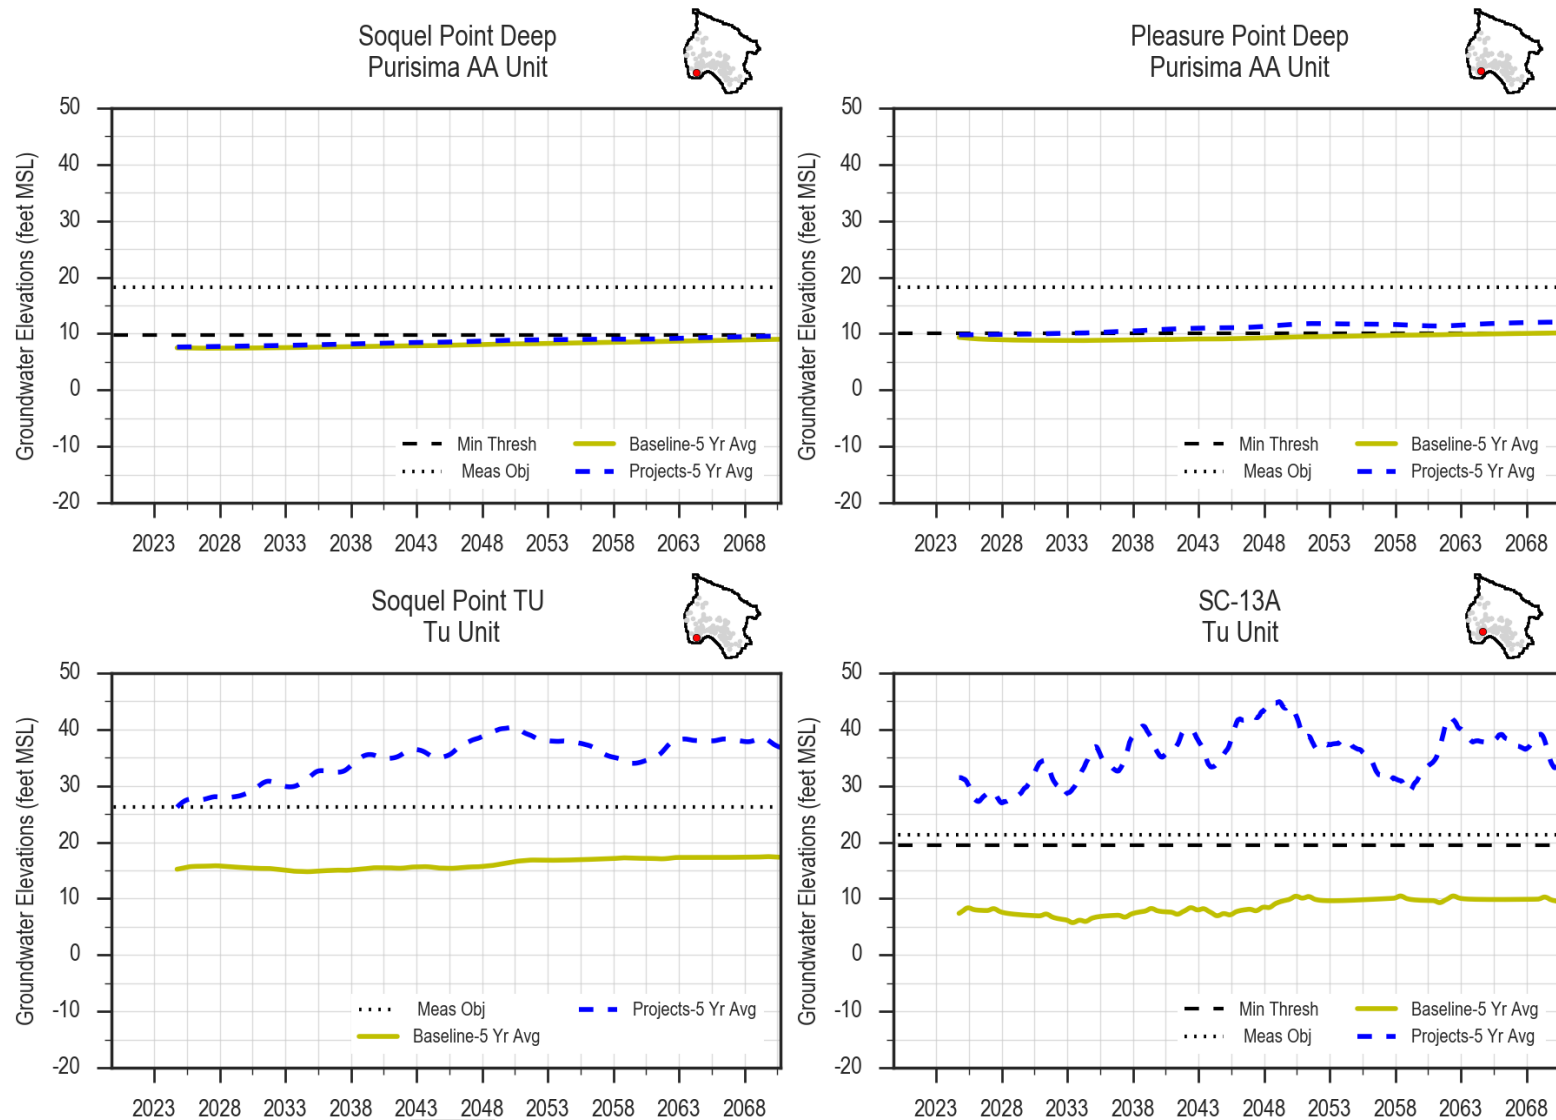 Soquel Point Deep
Purisima AA Unit
Groundwater Elevations (feet MSL)
50
40
30
20
10
0
-10
-20
Min Thresh
Baseline-5 Yr Avg
Meas Obj
Projects-5 Yr Avg
2023 2028 2033 2038 2043 2048 2053 2058 2063 2068
Pleasure Point Deep
Purisima AA Unit
Groundwater Elevations (feet MSL)
50
40
30
20
10
0
-10
-20
Min Thresh
Baseline-5 Yr Avg
Meas Obj
Projects-5 Yr Avg
2023 2028 2033 2038 2043 2048 2053 2058 2063 2068
Soquel Point TU
Tu Unit
Groundwater Elevations (feet MSL)
50
40
30
20
10
0
-10
-20
Meas Obj
Projects-5 Yr Avg
Baseline-5 Yr Avg
2023 2028 2033 2038 2043 2048 2053 2058 2063 2068
SC-13A
Tu Unit
Groundwater Elevations (feet MSL)
50
40
30
20
10
0
-10
-20
Min Thresh
Baseline-5 Yr Avg
Meas Obj
Projects-5 Yr Avg
2023 2028 2033 2038 2043 2048 2053 2058 2063 2068